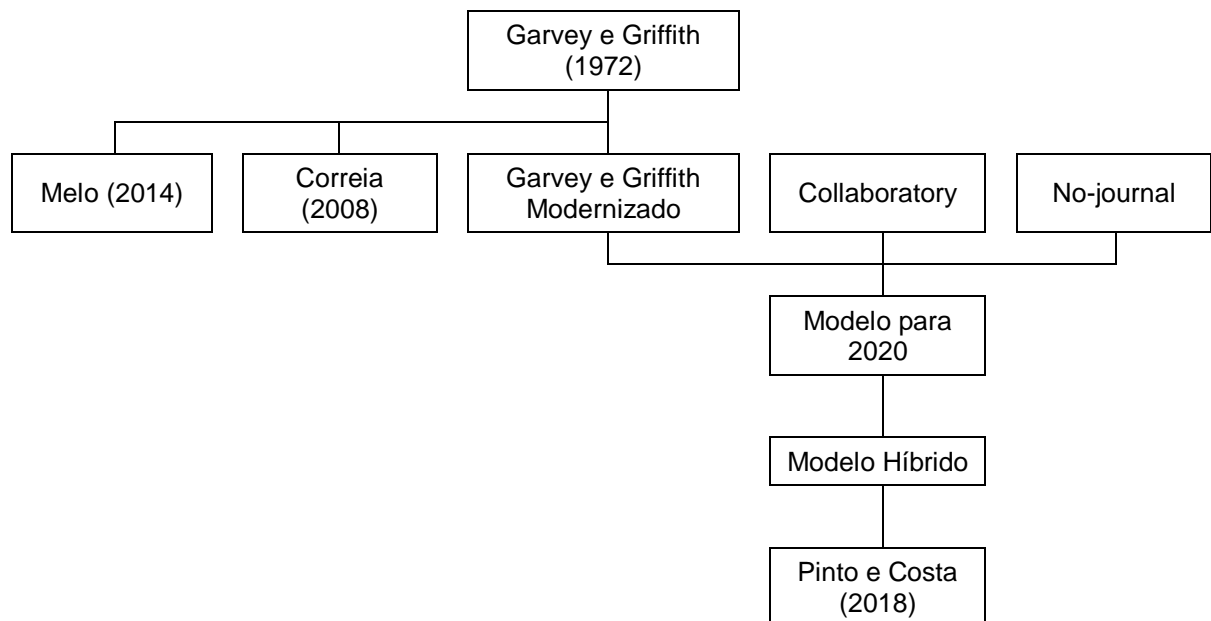 Garvey e Griffith
(1972)
Melo (2014)
Correia
(2008)
Garvey e Griffith
Modernizado
Collaboratory
No-journal
Modelo para
2020
Modelo Híbrido
Pinto e Costa
(2018)